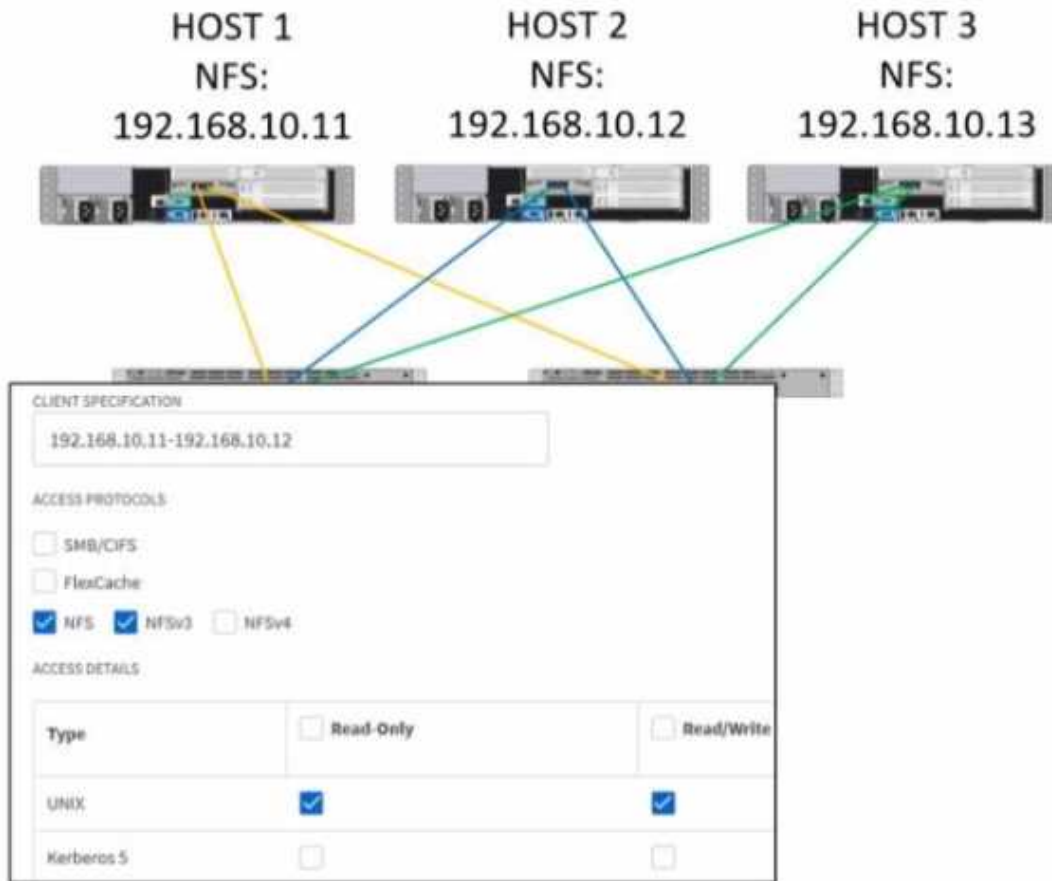 HOST 1
NFS:
192.168.10.11
HOST 2
NFS:
192.168.10.12
HOST 3
NFS:
192.168.10.13
CLIENT SPECIFICATION
192.168.10.11-192.168.10.12
ACCESS PROTOCOLS
SMB/CIFS
FlexCache
NFS NFSv3 NFSv4
ACCESS DETAILS
Type Read-Only Read/Write
UNIX
Kerberos 5